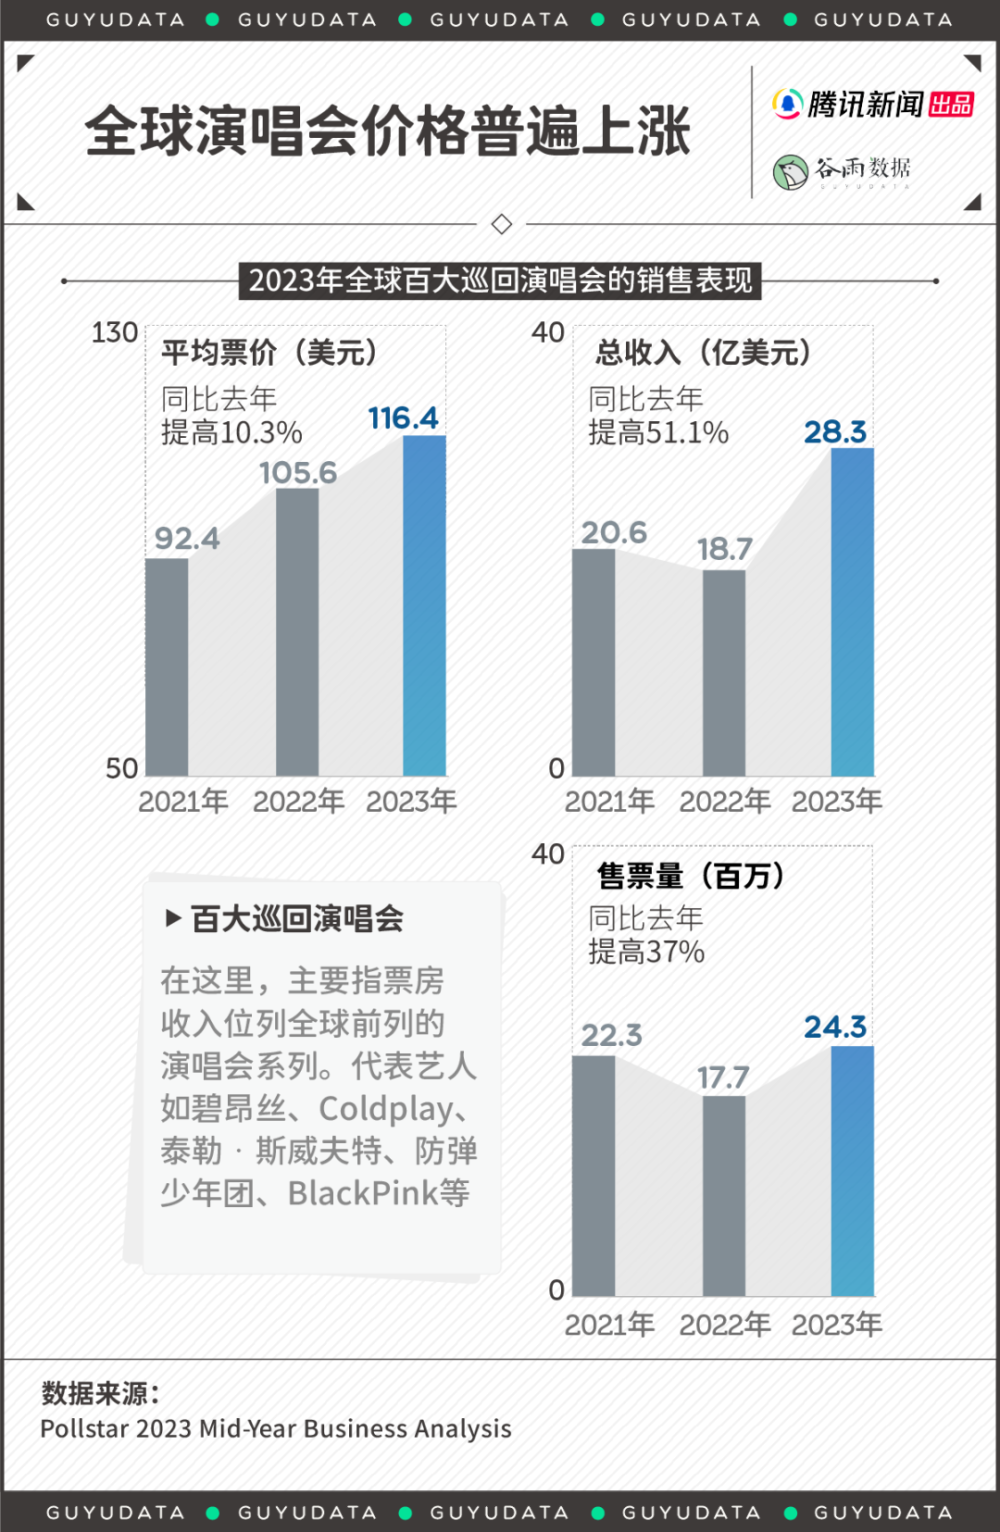 GUYUDATA GUYUDATA GUYUDATA GUYUDATA GUYUDATA
全球演唱会价格普遍上涨
腾讯新闻 出品
谷雨数据
GUYUDATA
2023年全球百大巡回演唱会的销售表现
130
平均票价（美元）
同比去年
提高10.3%
116.4
105.6
92.4
50
2021年 2022年 2023年
40
总收入（亿美元）
同比去年
提高51.1%
28.3
20.6
18.7
0
2021年 2022年 2023年
▶百大巡回演唱会
在这里，主要指票房
收入位列全球前列的
演唱会系列。代表艺人
如碧昂丝、Coldplay、
泰勒·斯威夫特、防弹
少年团、BlackPink等
40
售票量（百万）
同比去年
提高37%
24.3
22.3
17.7
0
2021年 2022年 2023年
数据来源：
Pollstar 2023 Mid-Year Business Analysis
GUYUDATA GUYUDATA GUYUDATA GUYUDATA GUYUDATA